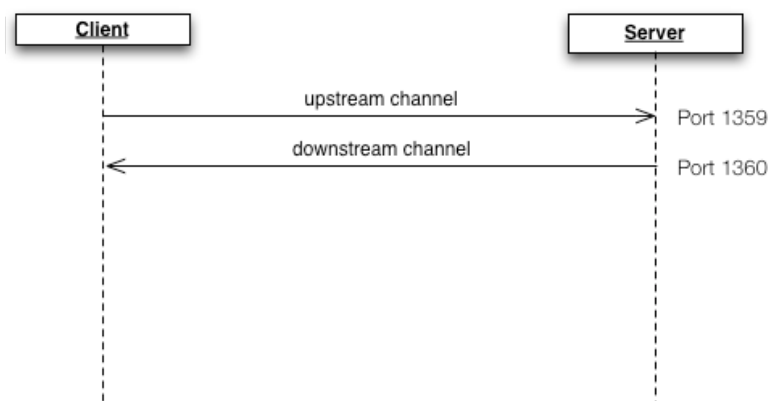 Client
Server
upstream channel
Port 1359
downstream channel
Port 1360